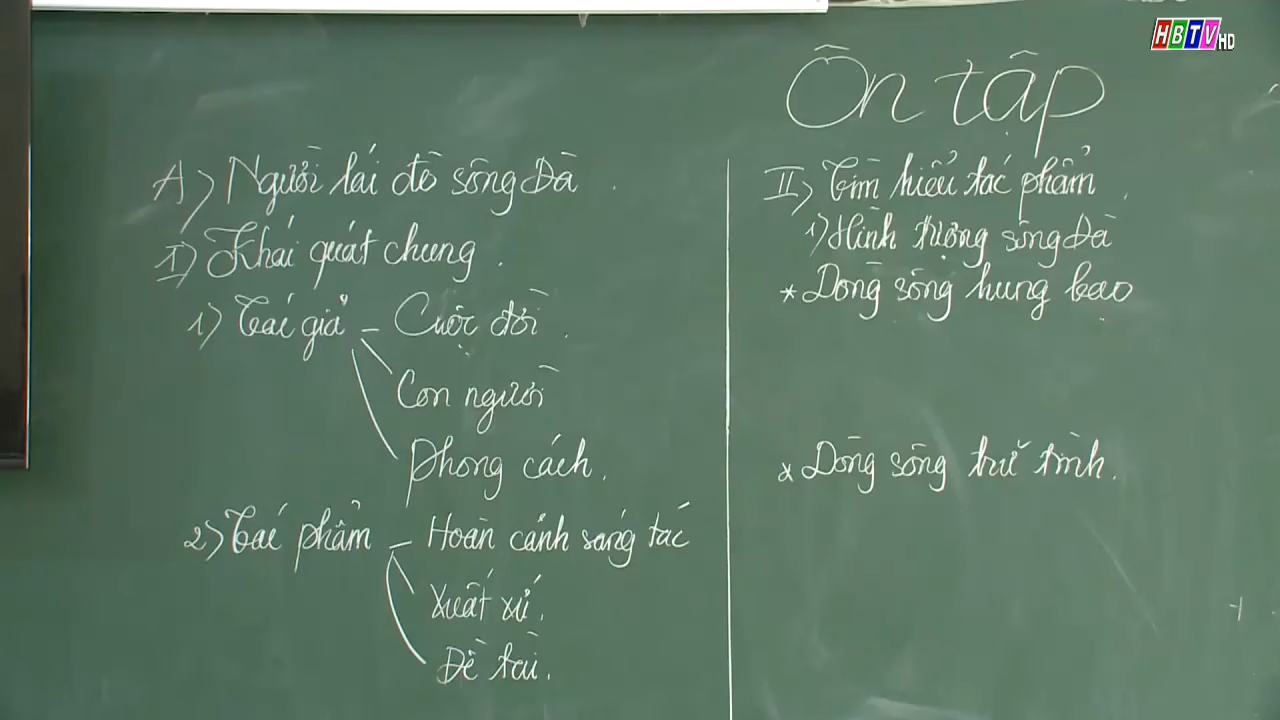 HBTV HD
Ôn tập
A) Người lái đò sông Đà
I) Khái quát chung.
1) Tác giả – Cuộc đời.
Con người
Phong cách.
2) Tác phẩm – Hoàn cảnh sáng tác
Xuất xứ.
Đề tài.
II) Tìm hiểu tác phẩm
1) Hình tượng sông Đà
* Dòng sông hung bạo
* Dòng sông trữ tình.